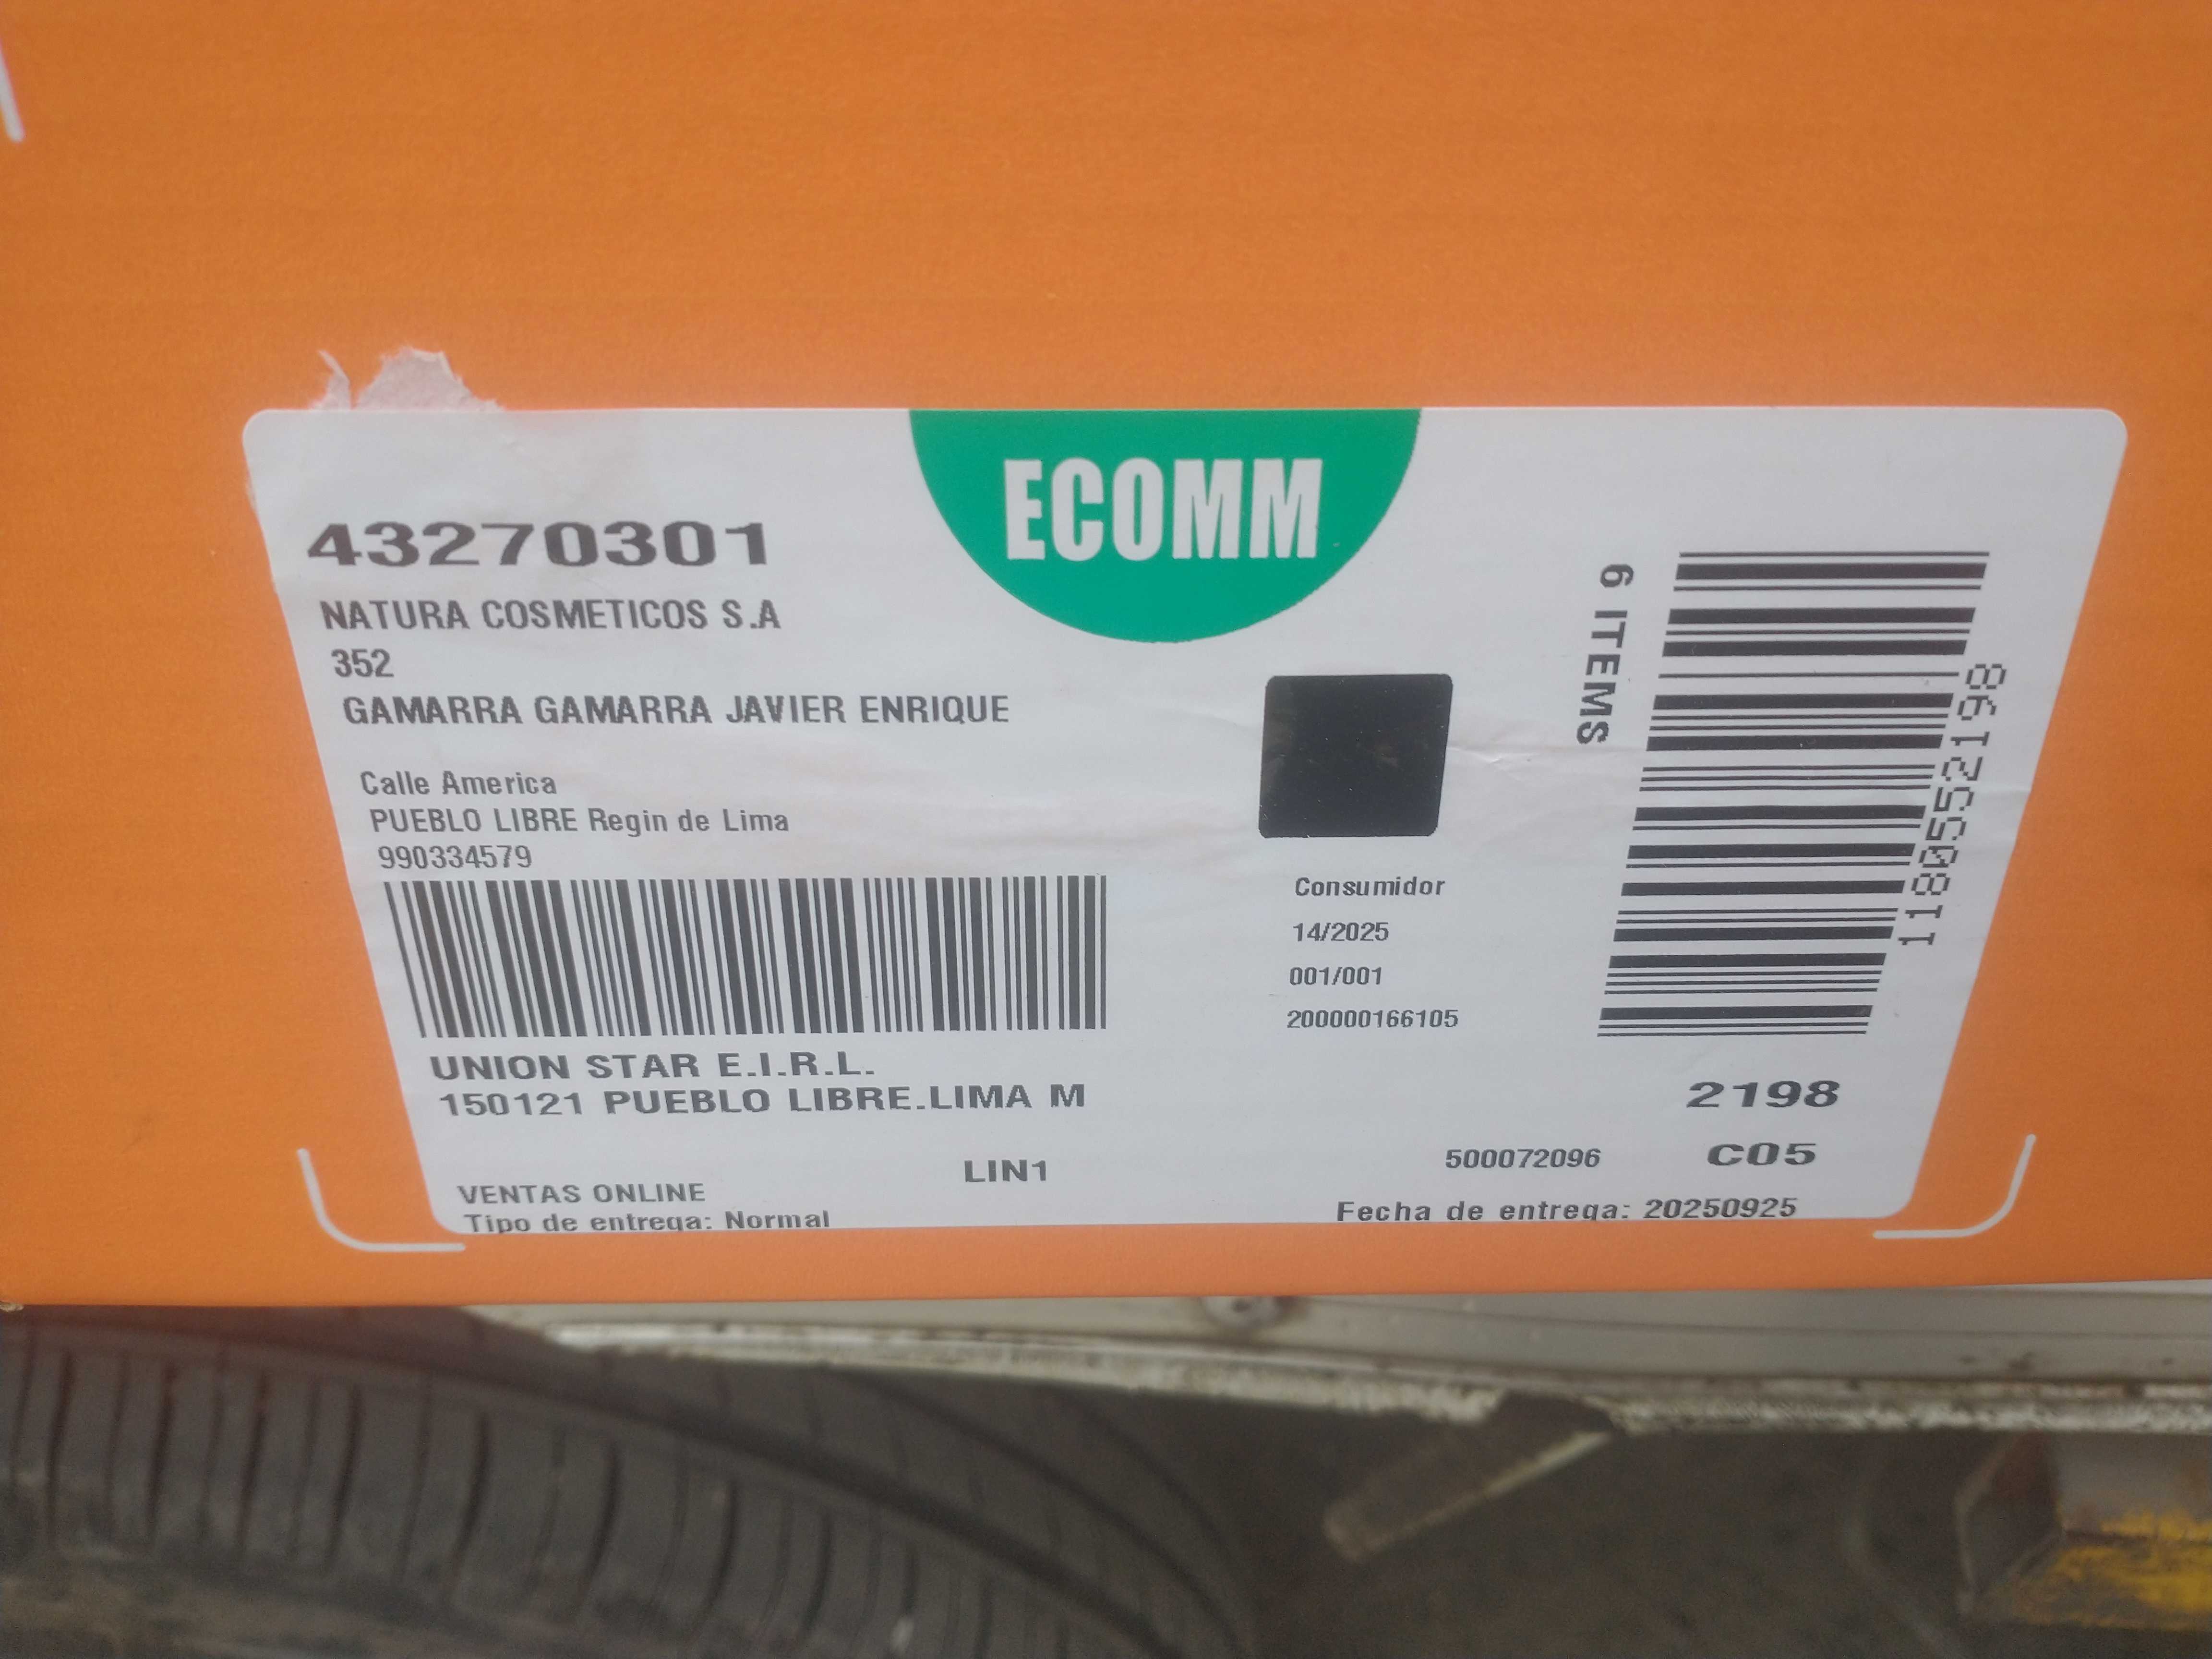 ECOMM
43270301
NATURA COSMETICOS S.A
352
GAMARRA GAMARRA JAVIER ENRIQUE
Calle America
PUEBLO LIBRE Regin de Lima
990334579
UNION STAR E.I.R.L.
150121 PUEBLO LIBRE.LIMA M
LIN1
VENTAS ONLINE
Tipo de entrega: Normal
Consumidor
14/2025
001/001
200000166105
6 ITEMS
1180552198
2198
500072096 C05
Fecha de entrega: 20250925